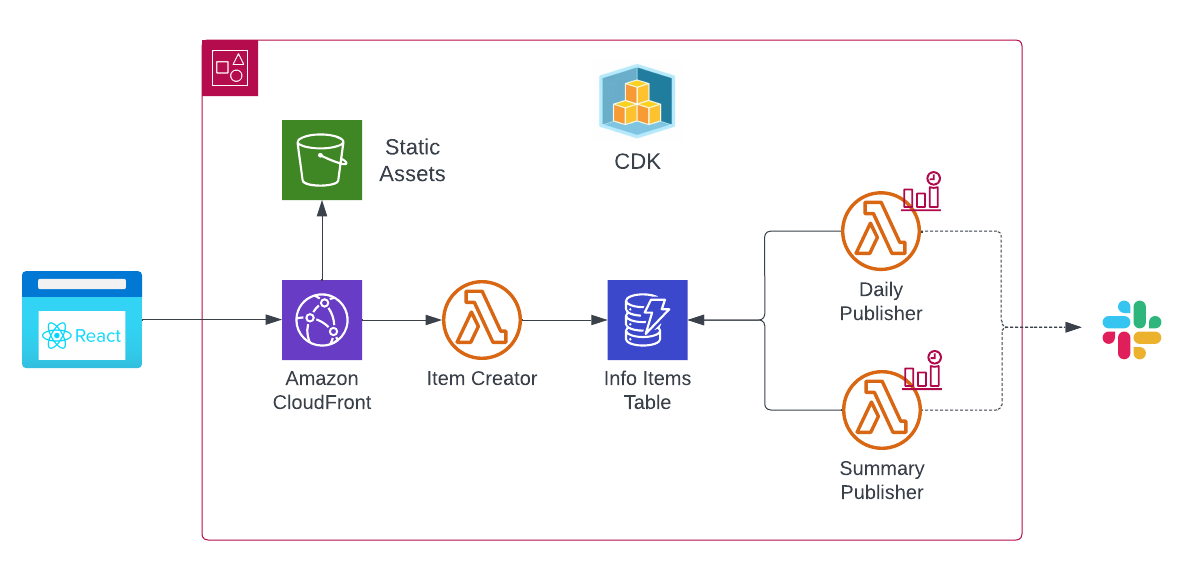 Static
Assets
CDK
React
Amazon
CloudFront
Item Creator
Info Items
Table
Daily
Publisher
Summary
Publisher